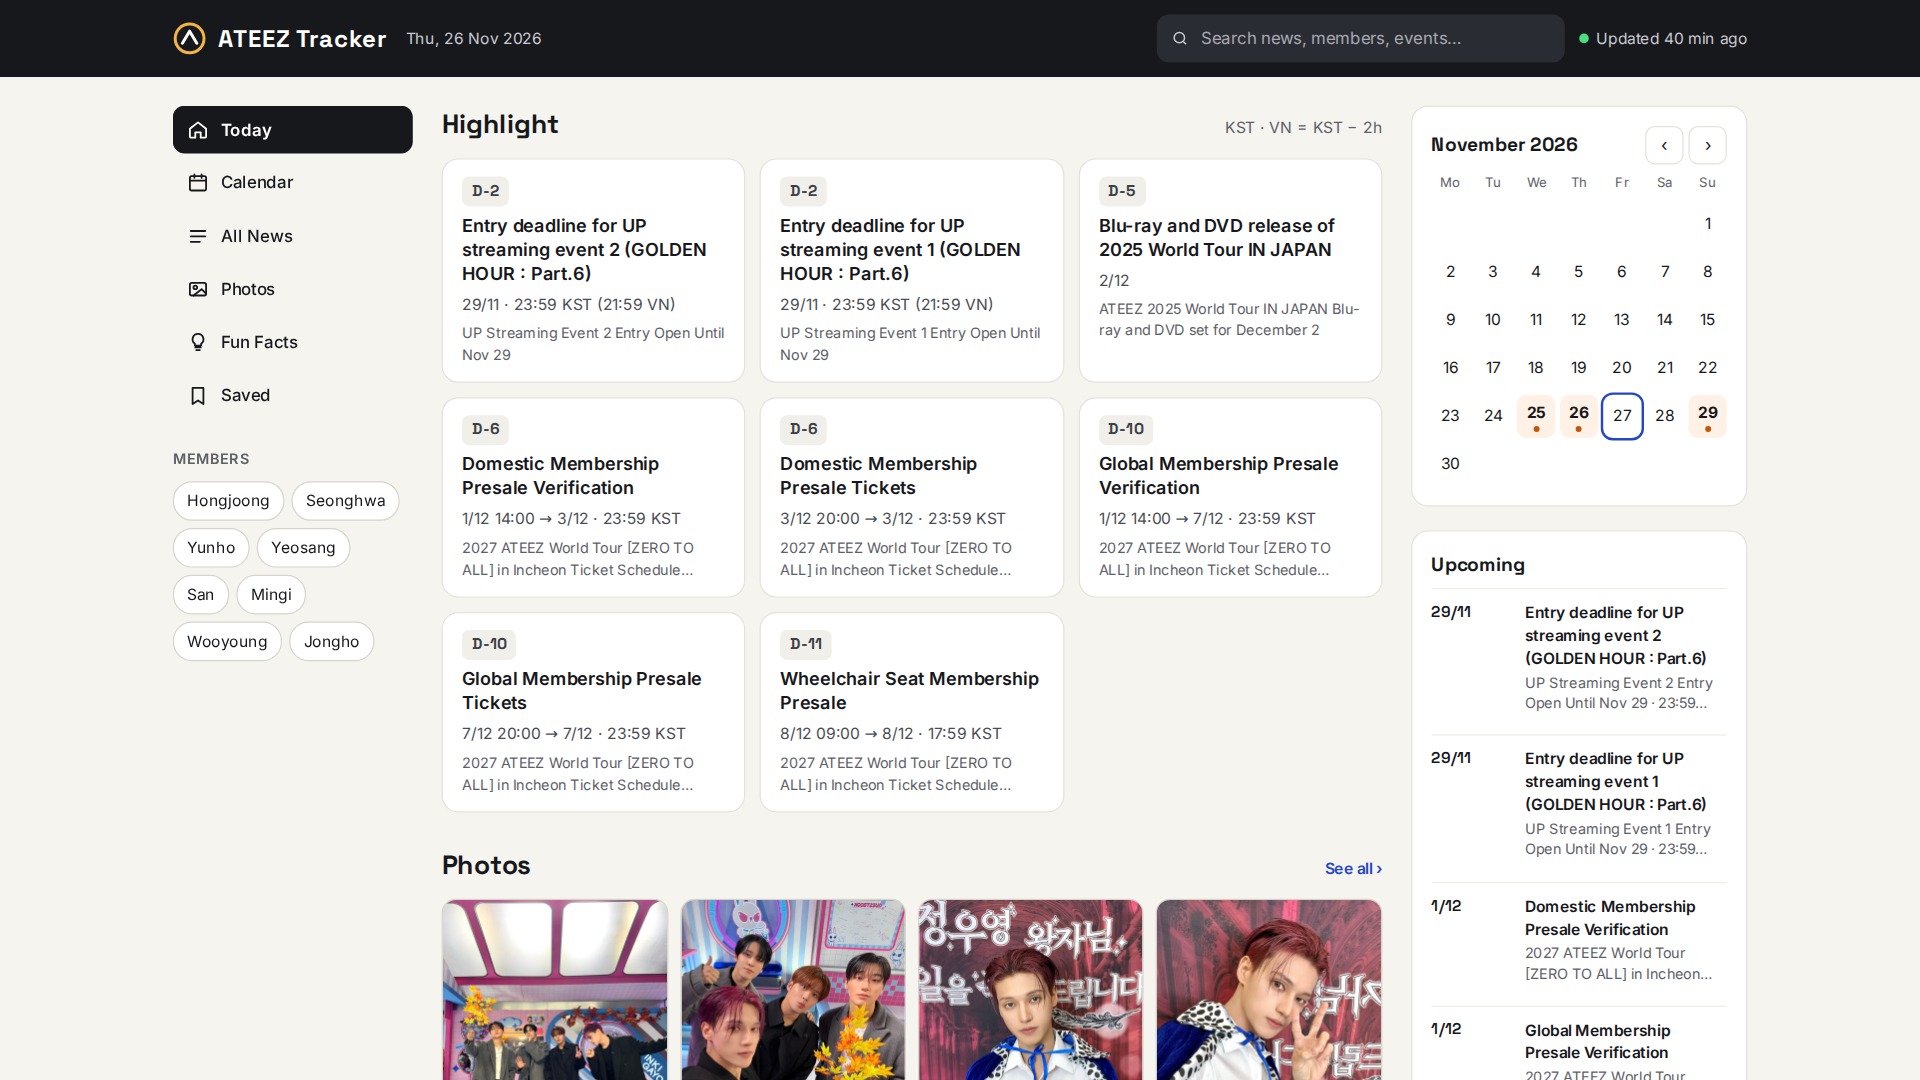 ATEEZ Tracker
Thu, 26 Nov 2026
Search news, members, events...
Updated 40 min ago
Today
Calendar
All News
Photos
Fun Facts
Saved
MEMBERS
Hongjoong
Seonghwa
Yunho
Yeosang
San
Mingi
Wooyoung
Jongho
Highlight
KST · VN = KST − 2h
D-2
Entry deadline for UP
streaming event 2 (GOLDEN
HOUR : Part.6)
29/11 · 23:59 KST (21:59 VN)
UP Streaming Event 2 Entry Open Until
Nov 29
D-2
Entry deadline for UP
streaming event 1 (GOLDEN
HOUR : Part.6)
29/11 · 23:59 KST (21:59 VN)
UP Streaming Event 1 Entry Open Until
Nov 29
D-5
Blu-ray and DVD release of
2025 World Tour IN JAPAN
2/12
ATEEZ 2025 World Tour IN JAPAN Blu-
ray and DVD set for December 2
D-6
Domestic Membership
Presale Verification
1/12 14:00 → 3/12 · 23:59 KST
2027 ATEEZ World Tour [ZERO TO
ALL] in Incheon Ticket Schedule...
D-6
Domestic Membership
Presale Tickets
3/12 20:00 → 3/12 · 23:59 KST
2027 ATEEZ World Tour [ZERO TO
ALL] in Incheon Ticket Schedule...
D-10
Global Membership Presale
Verification
1/12 14:00 → 7/12 · 23:59 KST
2027 ATEEZ World Tour [ZERO TO
ALL] in Incheon Ticket Schedule...
D-10
Global Membership Presale
Tickets
7/12 20:00 → 7/12 · 23:59 KST
2027 ATEEZ World Tour [ZERO TO
ALL] in Incheon Ticket Schedule...
D-11
Wheelchair Seat Membership
Presale
8/12 09:00 → 8/12 · 17:59 KST
2027 ATEEZ World Tour [ZERO TO
ALL] in Incheon Ticket Schedule...
Photos
See all ›
정우영 왕자님
일을
드립니다
November 2026
‹ ›
Mo Tu We Th Fr Sa Su
1
2 3 4 5 6 7 8
9 10 11 12 13 14 15
16 17 18 19 20 21 22
23 24 25 26 27 28 29
30
Upcoming
29/11
Entry deadline for UP
streaming event 2
(GOLDEN HOUR : Part.6)
UP Streaming Event 2 Entry
Open Until Nov 29 · 23:59...
29/11
Entry deadline for UP
streaming event 1
(GOLDEN HOUR : Part.6)
UP Streaming Event 1 Entry
Open Until Nov 29 · 23:59...
1/12
Domestic Membership
Presale Verification
2027 ATEEZ World Tour
[ZERO TO ALL] in Incheon...
1/12
Global Membership
Presale Verification
2027 ATEEZ World Tour